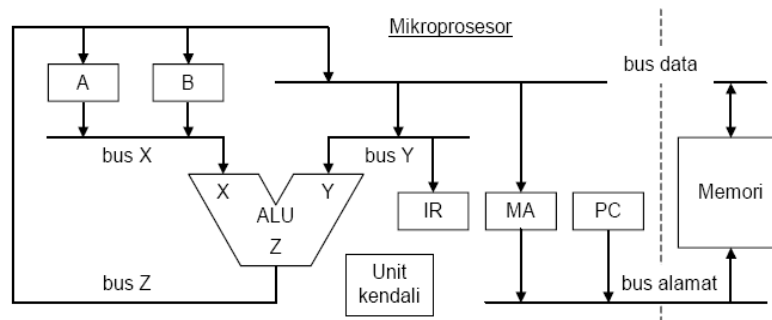 Mikroprosesor
bus data
A
B
bus X
bus Y
X
Y
ALU
Z
IR
MA
PC
Memori
bus Z
Unit
kendali
bus alamat